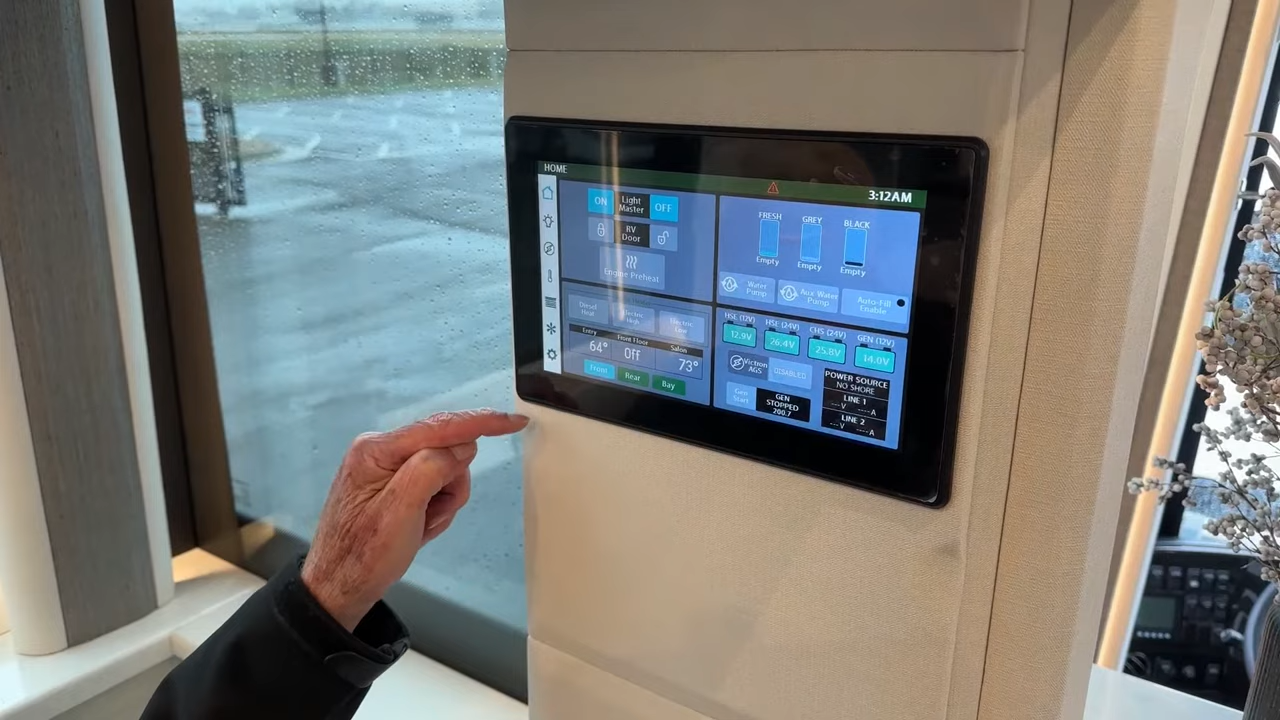 HOME
3:12AM
ON Light Master OFF
RV Door
Engine Preheat
FRESH GREY BLACK
Empty Empty Empty
Water Pump
Aux Water Pump
Auto-Fill Enable
Diesel Heat
Electric High
Electric Low
Entry Front Floor Salon
64° Off 73°
Front Rear Bay
HSE (12V) HSE (24V) CHS (24V) GEN (12V)
12.9V 26.4V 25.8V 14.0V
Viction AGS
DISABLED
Gen Start
GEN STOPPED
200.7
POWER SOURCE
NO SHORE
LINE 1
---V ----A
LINE 2
---V ----A